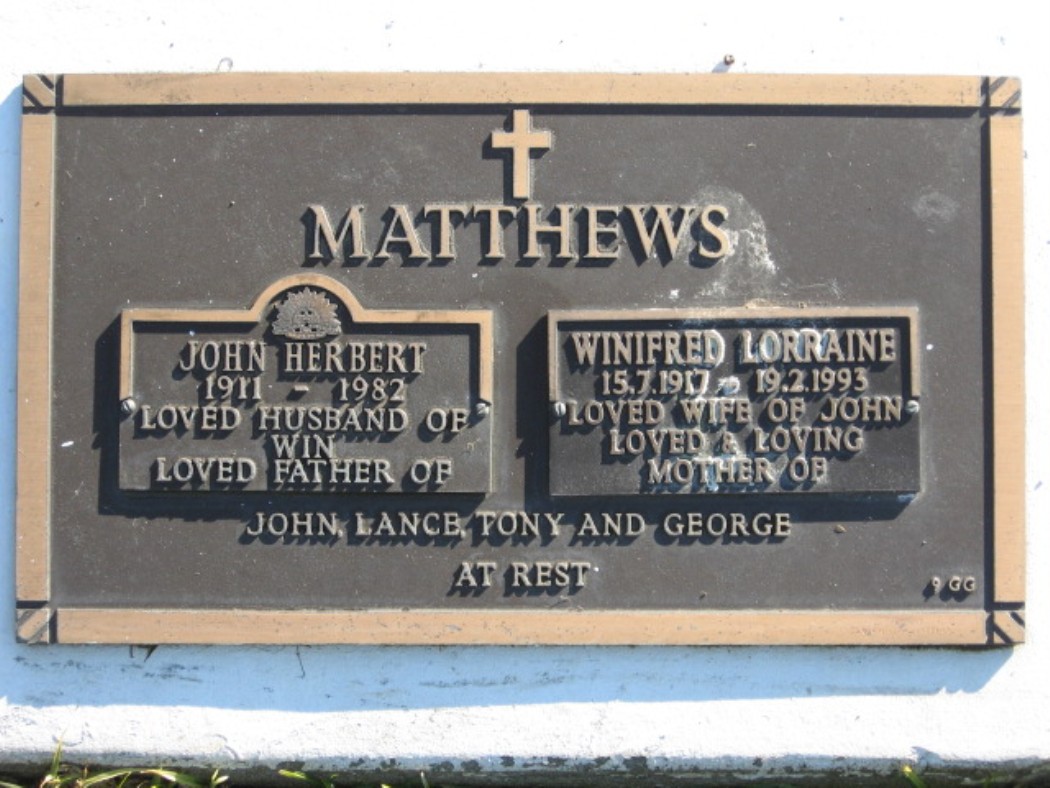 MATTHEWS
JOHN HERBERT
1911 - 1982
LOVED HUSBAND OF
WIN
LOVED FATHER OF
WINIFRED LORRAINE
15.7.1917 - 19.2.1993
LOVED WIFE OF JOHN
LOVED & LOVING
MOTHER OF
JOHN, LANCE, TONY AND GEORGE
AT REST
9 GG